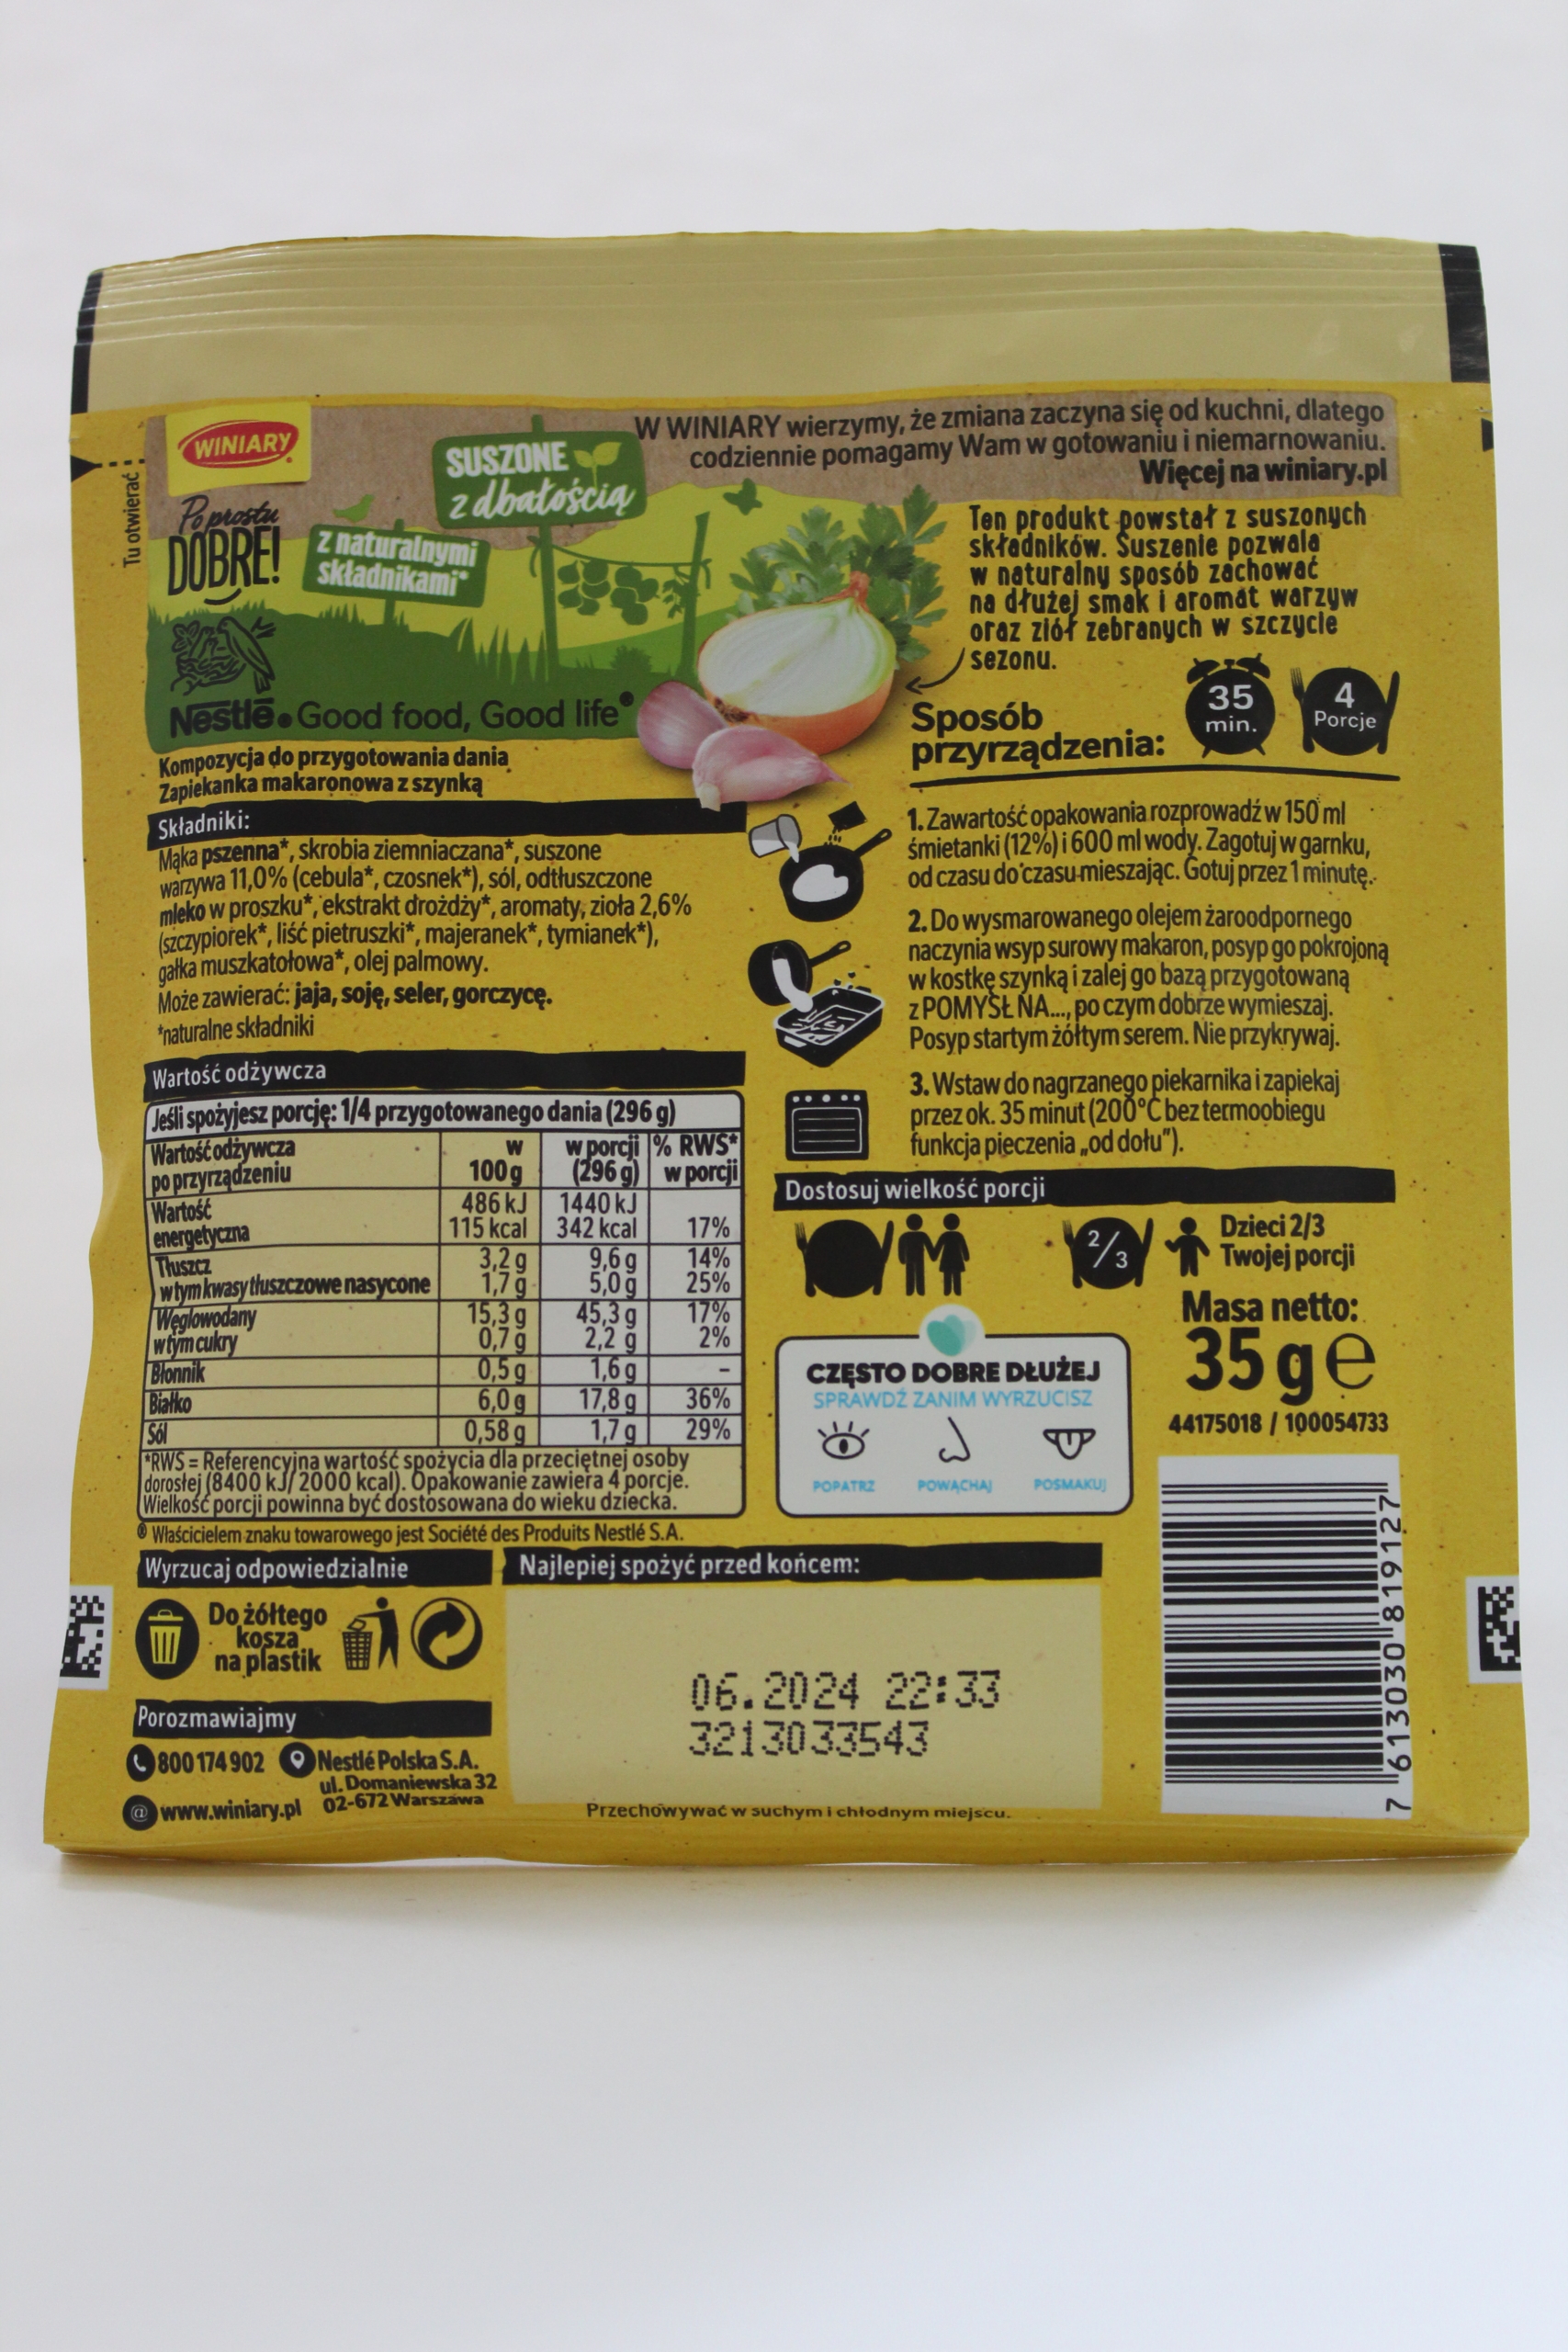 WINIARY
Po prostu
DOBRE!
Tu otwierać
SUSZONE
z dbałością
z naturalnymi
składnikami*
W WINIARY wierzymy, że zmiana zaczyna się od kuchni, dlatego
codziennie pomagamy Wam w gotowaniu i niemarnowaniu.
Więcej na winiary.pl
Ten produkt powstał z suszonych
składników. Suszenie pozwala
w naturalny sposób zachować
na dłużej smak i aromat warzyw
oraz ziół zebranych w szczycie
sezonu.
Nestlé. Good food, Good life®
Kompozycja do przygotowania dania
Zapiekanka makaronowa z szynką
Składniki:
Mąka pszenna*, skrobia ziemniaczana*, suszone
warzywa 11,0% (cebula*, czosnek*), sól, odtłuszczone
mleko w proszku*, ekstrakt drożdży*, aromaty, zioła 2,6%
(szczypiorek*, liść pietruszki*, majeranek*, tymianek*),
gałka muszkatołowa*, olej palmowy.
Może zawierać: jaja, soję, seler, gorczycę.
*naturalne składniki
Wartość odżywcza
Jeśli spożyjesz porcję: 1/4 przygotowanego dania (296 g)
Wartość odżywcza po przyrządzeniu w 100 g w porcji (296 g) % RWS* w porcji
Wartość energetyczna 486 kJ 1440 kJ
115 kcal 342 kcal 17%
Tłuszcz 3,2 g 9,6 g 14%
w tym kwasy tłuszczowe nasycone 1,7 g 5,0 g 25%
Węglowodany 15,3 g 45,3 g 17%
w tym cukry 0,7 g 2,2 g 2%
Błonnik 0,5 g 1,6 g –
Białko 6,0 g 17,8 g 36%
Sól 0,58 g 1,7 g 29%
*RWS = Referencyjna wartość spożycia dla przeciętnej osoby
dorosłej (8400 kJ/ 2000 kcal). Opakowanie zawiera 4 porcje.
Wielkość porcji powinna być dostosowana do wieku dziecka.
® Właścicielem znaku towarowego jest Société des Produits Nestlé S.A.
Wyrzucaj odpowiedzialnie
Do żółtego
kosza
na plastik
Porozmawiajmy
800 174 902
Nestlé Polska S.A.
ul. Domaniewska 32
02-672 Warszawa
@ www.winiary.pl
Najlepiej spożyć przed końcem:
06.2024 22:33
3213033543
Przechowywać w suchym i chłodnym miejscu.
Sposób
przyrządzenia:
35
min.
4
Porcje
1. Zawartość opakowania rozprowadź w 150 ml
śmietanki (12%) i 600 ml wody. Zagotuj w garnku,
od czasu do czasu mieszając. Gotuj przez 1 minutę.
2. Do wysmarowanego olejem żaroodpornego
naczynia wsyp surowy makaron, posyp go pokrojoną
w kostkę szynką i zalej go bazą przygotowaną
z POMYSŁ NA..., po czym dobrze wymieszaj.
Posyp startym żółtym serem. Nie przykrywaj.
3. Wstaw do nagrzanego piekarnika i zapiekaj
przez ok. 35 minut (200°C bez termoobiegu
funkcja pieczenia „od dołu”).
Dostosuj wielkość porcji
2/3
Dzieci 2/3
Twojej porcji
CZĘSTO DOBRE DŁUŻEJ
SPRAWDŹ ZANIM WYRZUCISZ
POPATRZ POWĄCHAJ POSMAKUJ
Masa netto:
35 g e
44175018 / 100054733
7 613030 819127